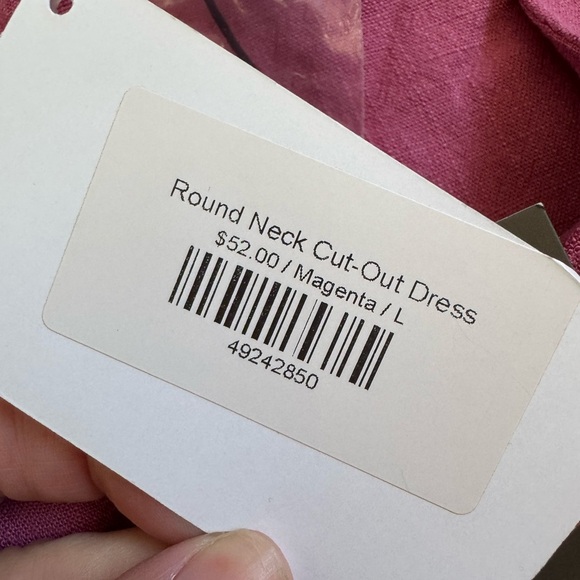 Round Neck Cut-Out Dress
$52.00 / Magenta / L
49242850